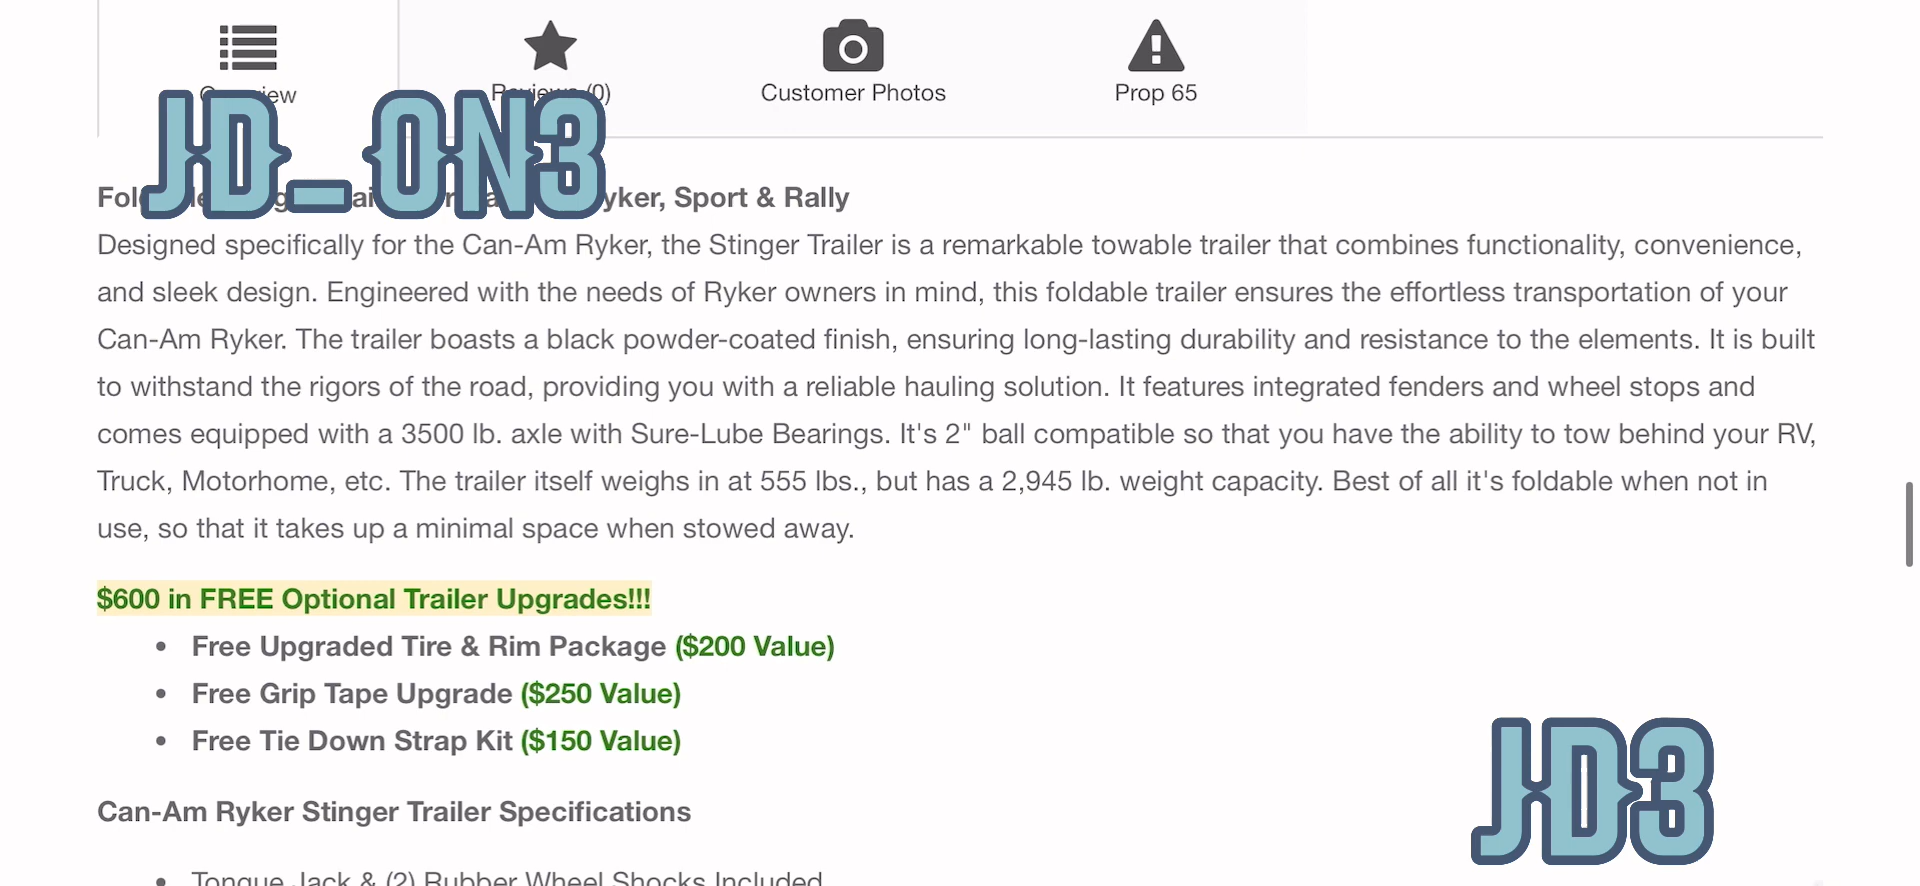 Reviews (0)
Customer Photos
Prop 65
JD_ON3
yker, Sport & Rally
Designed specifically for the Can-Am Ryker, the Stinger Trailer is a remarkable towable trailer that combines functionality, convenience,
and sleek design. Engineered with the needs of Ryker owners in mind, this foldable trailer ensures the effortless transportation of your
Can-Am Ryker. The trailer boasts a black powder-coated finish, ensuring long-lasting durability and resistance to the elements. It is built
to withstand the rigors of the road, providing you with a reliable hauling solution. It features integrated fenders and wheel stops and
comes equipped with a 3500 lb. axle with Sure-Lube Bearings. It's 2" ball compatible so that you have the ability to tow behind your RV,
Truck, Motorhome, etc. The trailer itself weighs in at 555 lbs., but has a 2,945 lb. weight capacity. Best of all it's foldable when not in
use, so that it takes up a minimal space when stowed away.
$600 in FREE Optional Trailer Upgrades!!!
• Free Upgraded Tire & Rim Package ($200 Value)
• Free Grip Tape Upgrade ($250 Value)
• Free Tie Down Strap Kit ($150 Value)
Can-Am Ryker Stinger Trailer Specifications
• Tongue Jack & (2) Rubber Wheel Shocks Included
JD3